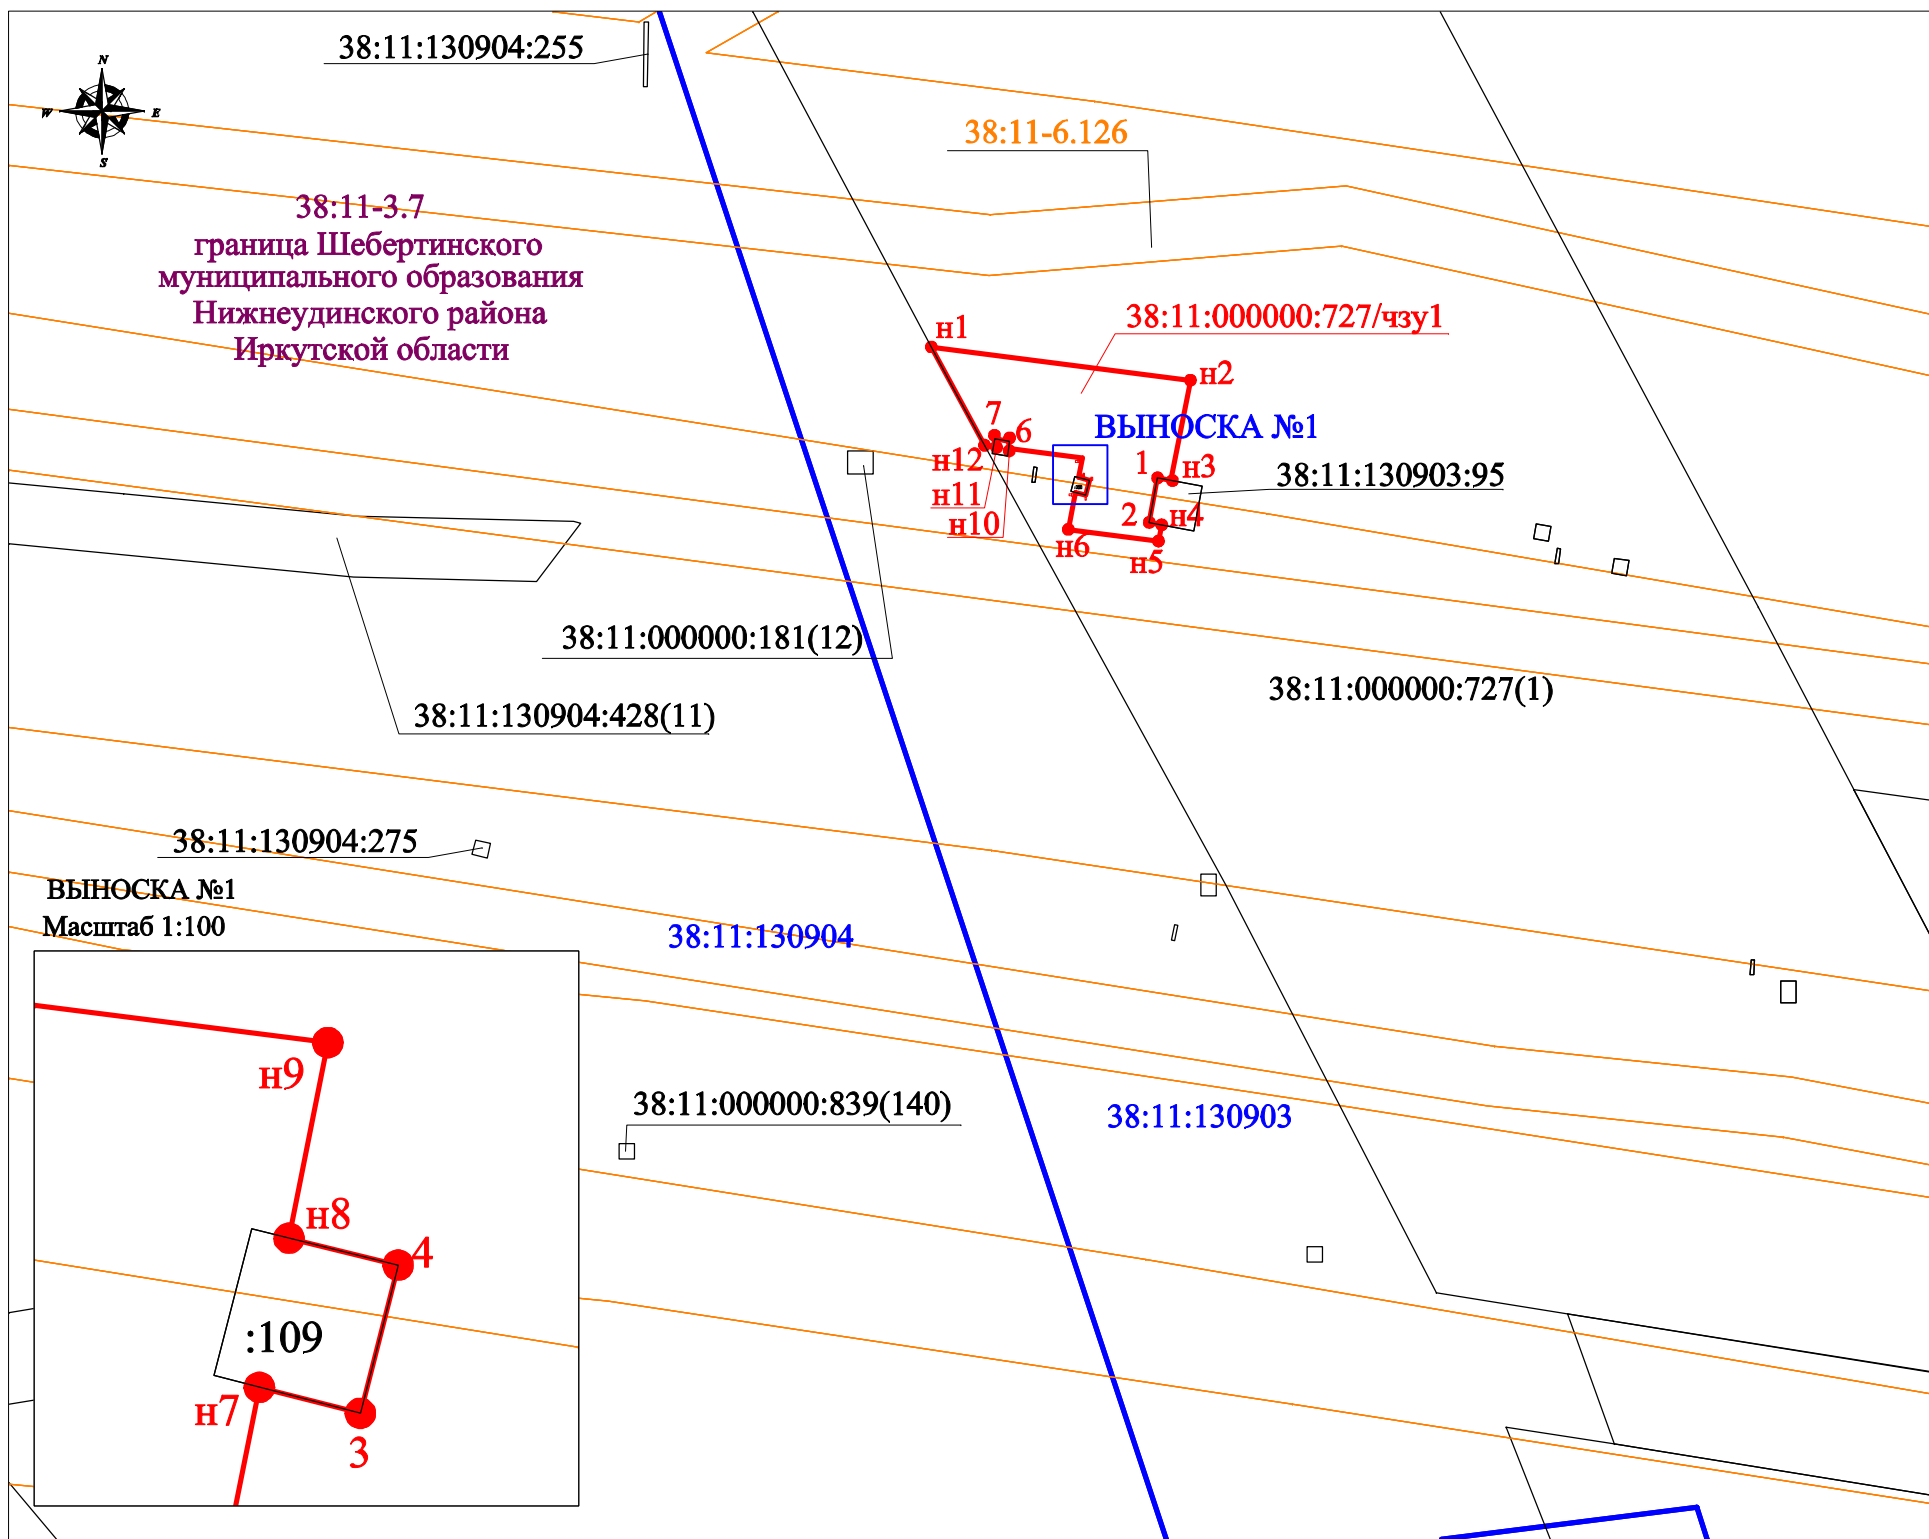 38:11:130904:255
N
W
E
S
38:11-6.126
38:11-3.7
граница Шебертинского
муниципального образования
Нижнеудинского района
Иркутской области
38:11:000000:727/чзу1
н1
н2
7
6
ВЫНОСКА №1
н12
1
н3
38:11:130903:95
н11
н10
2
н4
н6
н5
38:11:000000:181(12)
38:11:000000:727(1)
38:11:130904:428(11)
38:11:130904:275
ВЫНОСКА №1
Масштаб 1:100
38:11:130904
н9
38:11:000000:839(140)
38:11:130903
н8
4
:109
н7
3